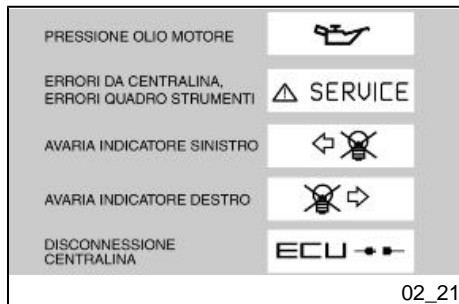 PRESSIONE OLIO MOTORE
ERRORI DA CENTRALINA,
ERRORI QUADRO STRUMENTI
⚠ SERVICE
AVARIA INDICATORE SINISTRO
AVARIA INDICATORE DESTRO
DISCONNESSIONE
CENTRALINA
ECU
02_21